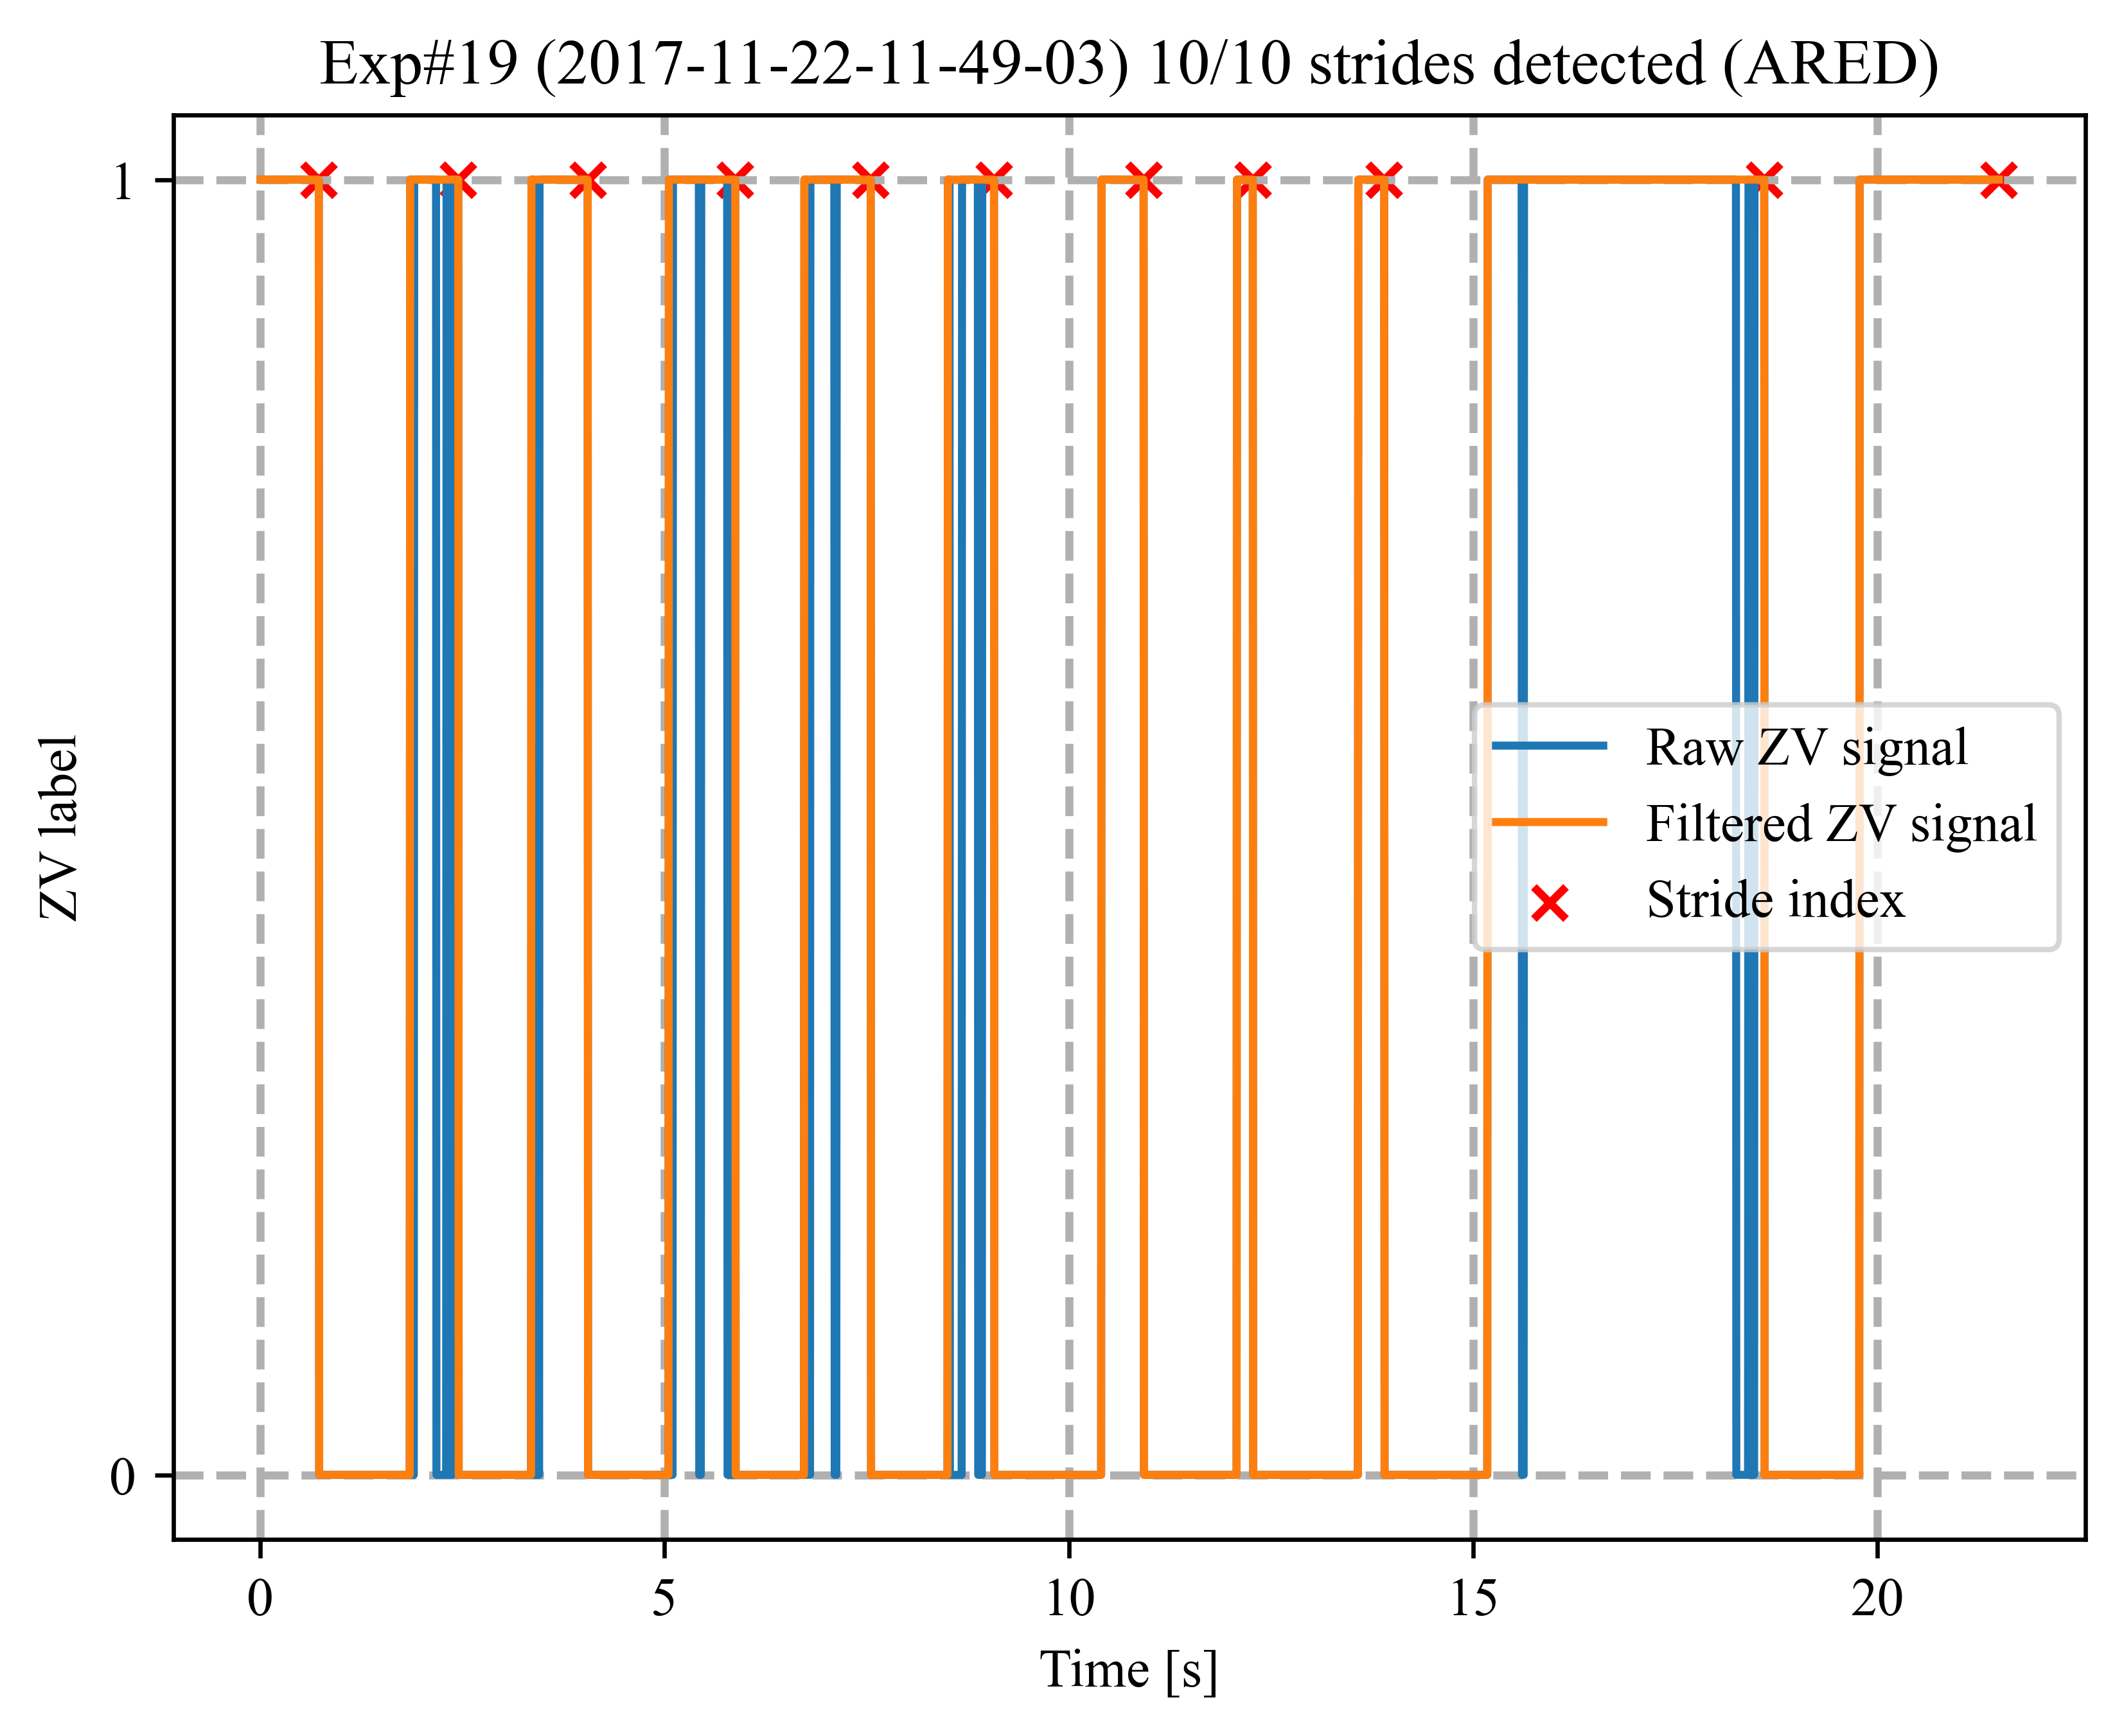 Exp#19 (2017-11-22-11-49-03) 10/10 strides detected (ARED)
1
ZV label
Raw ZV signal
Filtered ZV signal
Stride index
0
0 5 10 15 20
Time [s]